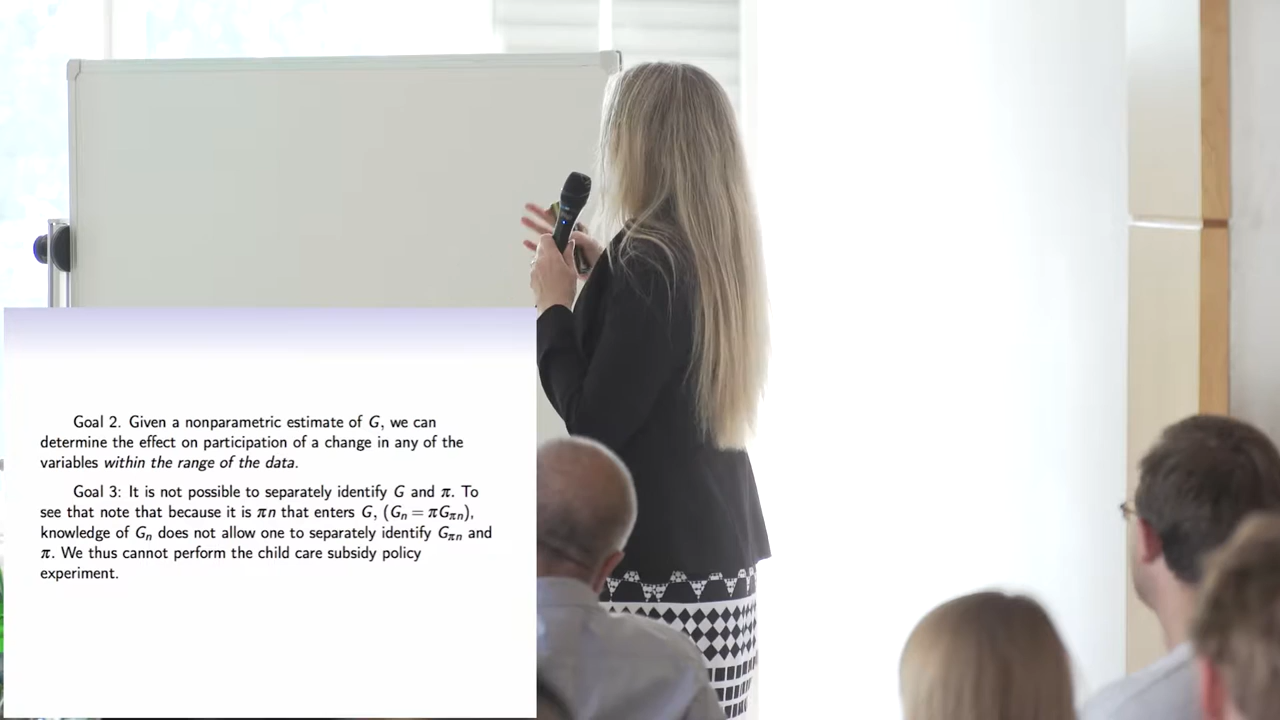 Goal 2. Given a nonparametric estimate of G, we can
determine the effect on participation of a change in any of the
variables within the range of the data.
Goal 3: It is not possible to separately identify G and π. To
see that note that because it is πn that enters G, (Gₙ = πG_πn),
knowledge of Gₙ does not allow one to separately identify G_πn and
π. We thus cannot perform the child care subsidy policy
experiment.